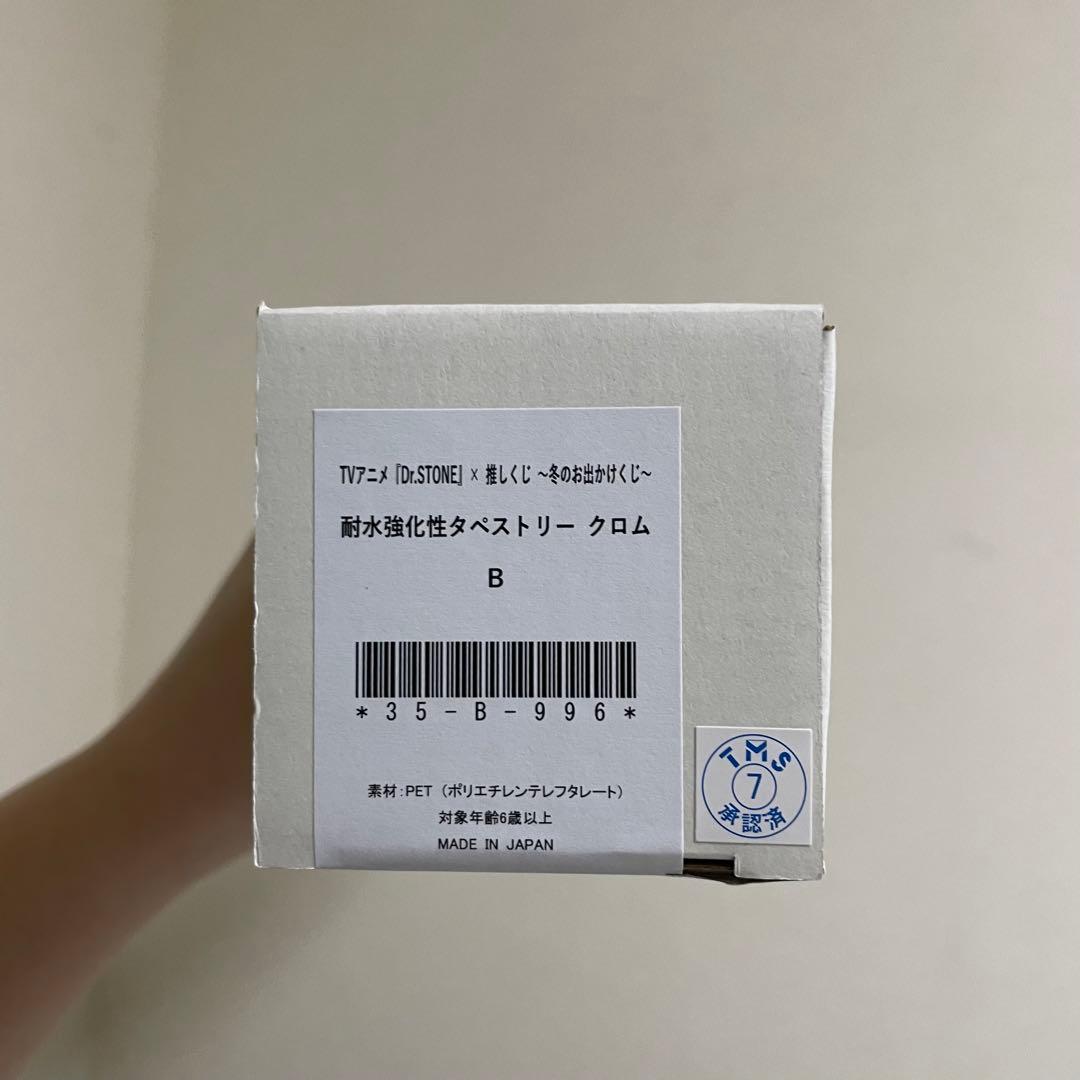 TVアニメ『Dr.STONE』× 推しくじ ～冬のお出かけくじ～
耐水強化性タペストリー クロム
B
*35-B-996*
素材：PET（ポリエチレンテレフタレート）
対象年齢6歳以上
MADE IN JAPAN
TMS
7
承認済